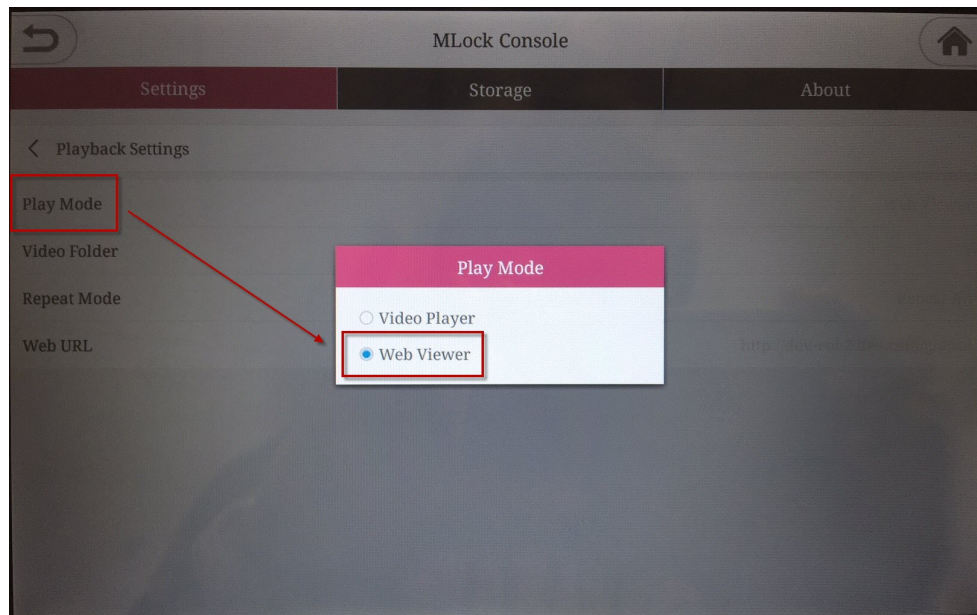 MLock Console
Settings
Storage
About
Playback Settings
Play Mode
Video Folder
Repeat Mode
Web URL
Play Mode
Video Player
Web Viewer